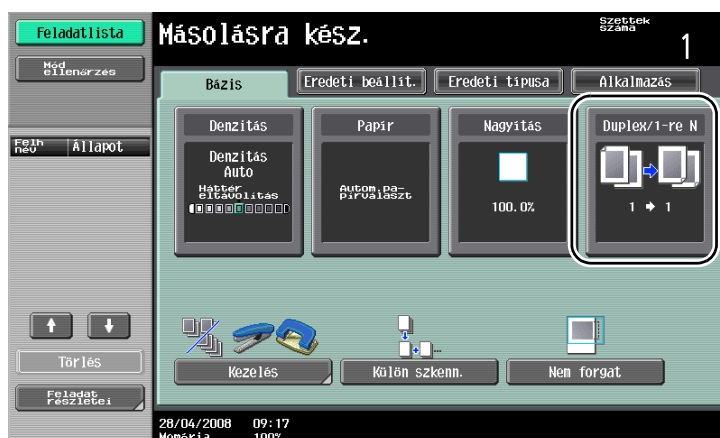 Feladatlista
Másolásra kész.
Szettek
száma
1
Mód
ellenőrzés
Bázis
Eredeti beállít.
Eredeti típusa
Alkalmazás
Felh
név
Állapot
Denzitás
Papír
Nagyítás
Duplex/1-re N
Denzitás
Auto
Háttér
eltávolítás
Autom.pa-
pírválaszt
100.0%
1 → 1
Törlés
Kezelés
Külön szkenn.
Nem forgat
Feladat
részletei
28/04/2008 09:17
Memória 100%